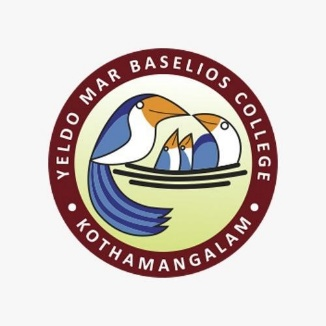 YELDO MAR BASELIOS COLLEGE
• KOTHAMANGALAM •